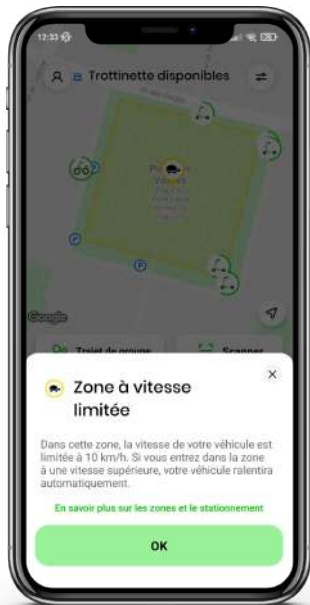 12:33
Trottinette disponibles
P
P
P
Google
Trajet de groupe
Scanner
Zone à vitesse
limitée
Dans cette zone, la vitesse de votre véhicule est
limitée à 10 km/h. Si vous entrez dans la zone
à une vitesse supérieure, votre véhicule ralentira
automatiquement.
En savoir plus sur les zones et le stationnement
OK